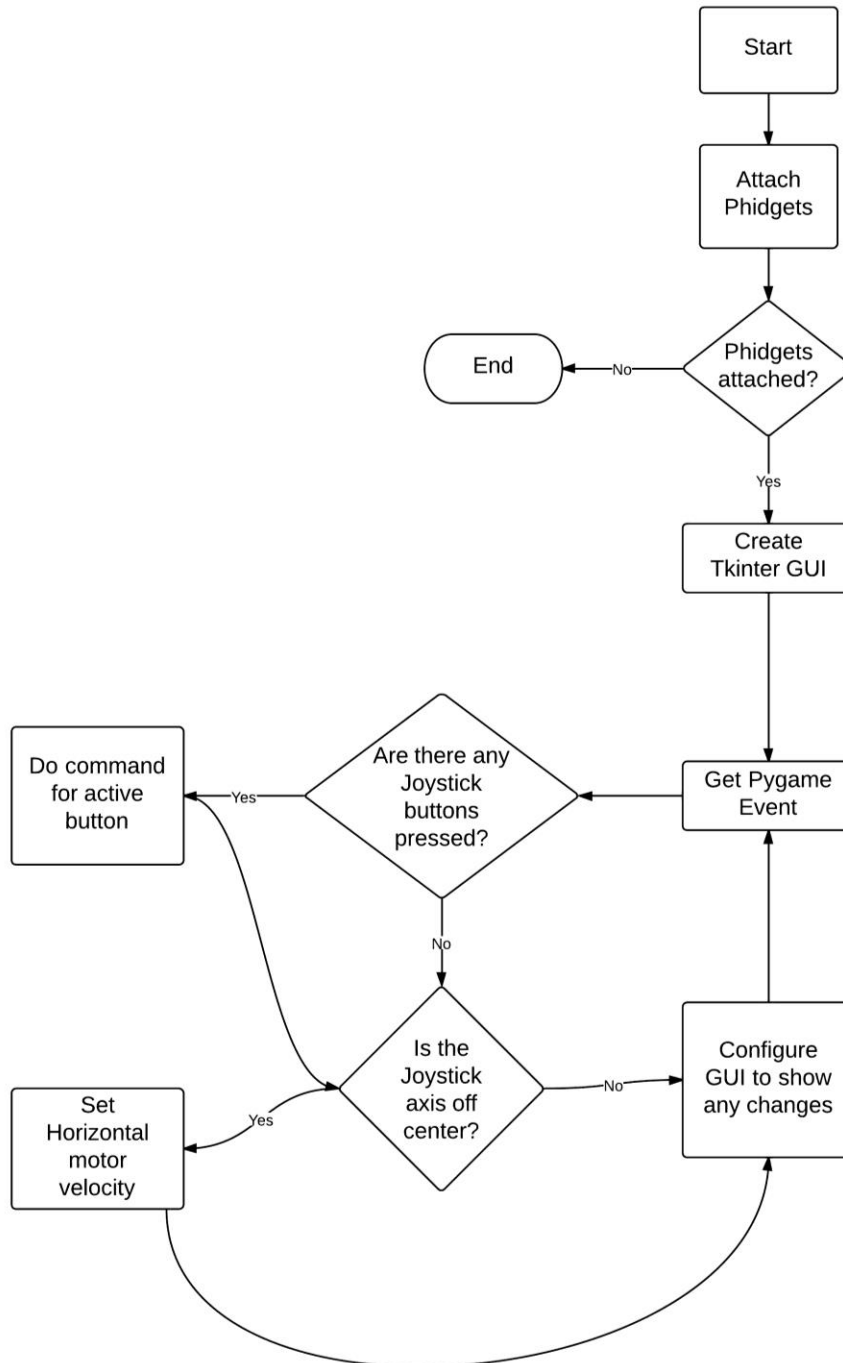 Start
Attach
Phidgets
Phidgets
attached?
No
End
Yes
Create
Tkinter GUI
Get Pygame
Event
Are there any
Joystick
buttons
pressed?
Yes
Do command
for active
button
No
Is the
Joystick
axis off
center?
No
Configure
GUI to show
any changes
Yes
Set
Horizontal
motor
velocity